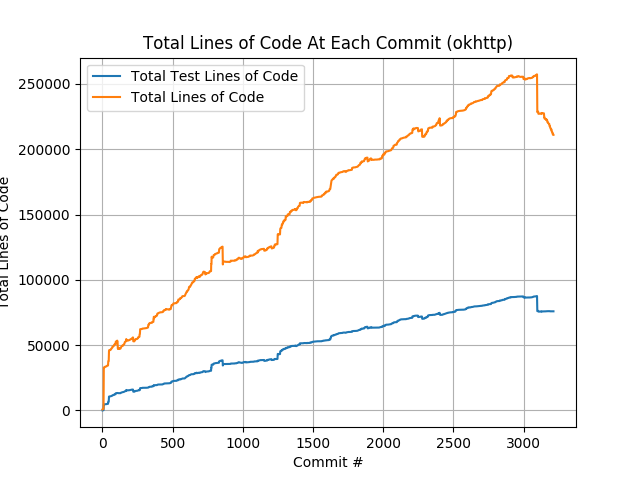 Total Lines of Code At Each Commit (okhttp)
Total Test Lines of Code
Total Lines of Code
250000
200000
150000
100000
50000
0
Total Lines of Code
0 500 1000 1500 2000 2500 3000
Commit #